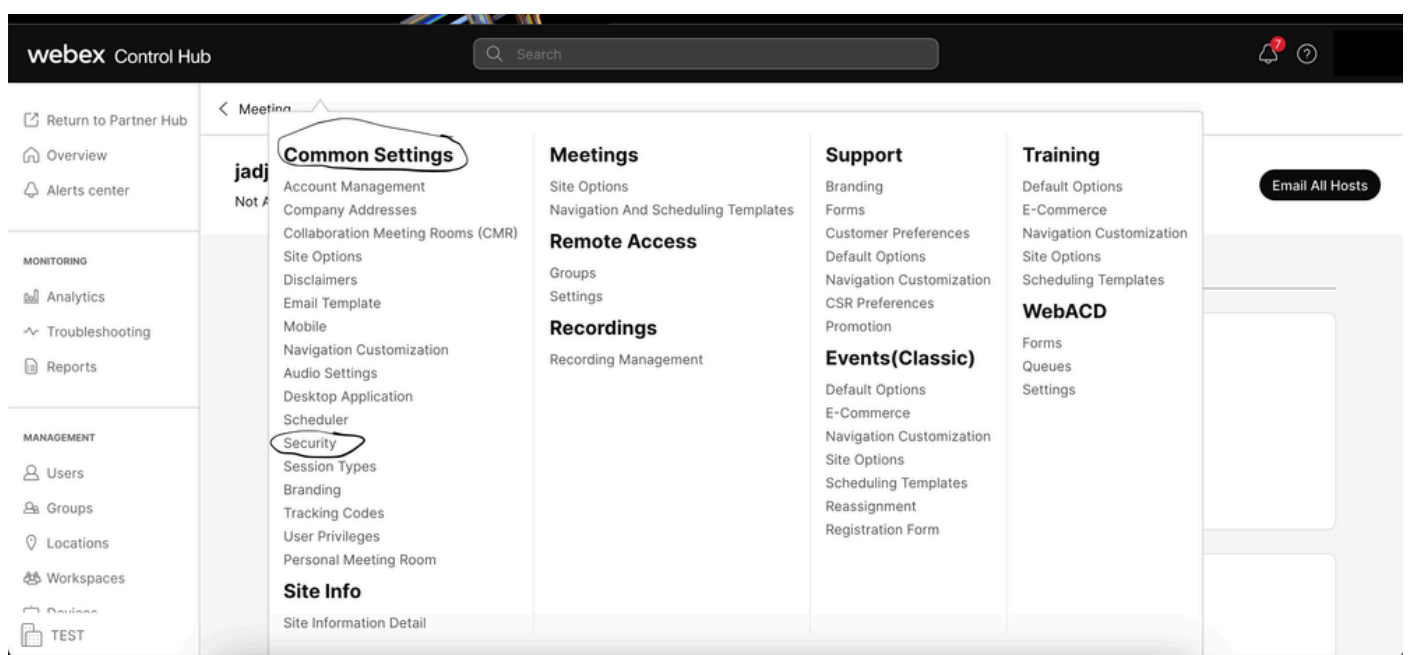 webex Control Hub
Search
7
Return to Partner Hub
Overview
Alerts center
MONITORING
Analytics
Troubleshooting
Reports
MANAGEMENT
Users
Groups
Locations
Workspaces
Devices
TEST
Meeting
jadj
Not A
Email All Hosts
Common Settings
Account Management
Company Addresses
Collaboration Meeting Rooms (CMR)
Site Options
Disclaimers
Email Template
Mobile
Navigation Customization
Audio Settings
Desktop Application
Scheduler
Security
Session Types
Branding
Tracking Codes
User Privileges
Personal Meeting Room
Site Info
Site Information Detail
Meetings
Site Options
Navigation And Scheduling Templates
Remote Access
Groups
Settings
Recordings
Recording Management
Support
Branding
Forms
Customer Preferences
Default Options
Navigation Customization
CSR Preferences
Promotion
Events(Classic)
Default Options
E-Commerce
Navigation Customization
Site Options
Scheduling Templates
Reassignment
Registration Form
Training
Default Options
E-Commerce
Navigation Customization
Site Options
Scheduling Templates
WebACD
Forms
Queues
Settings